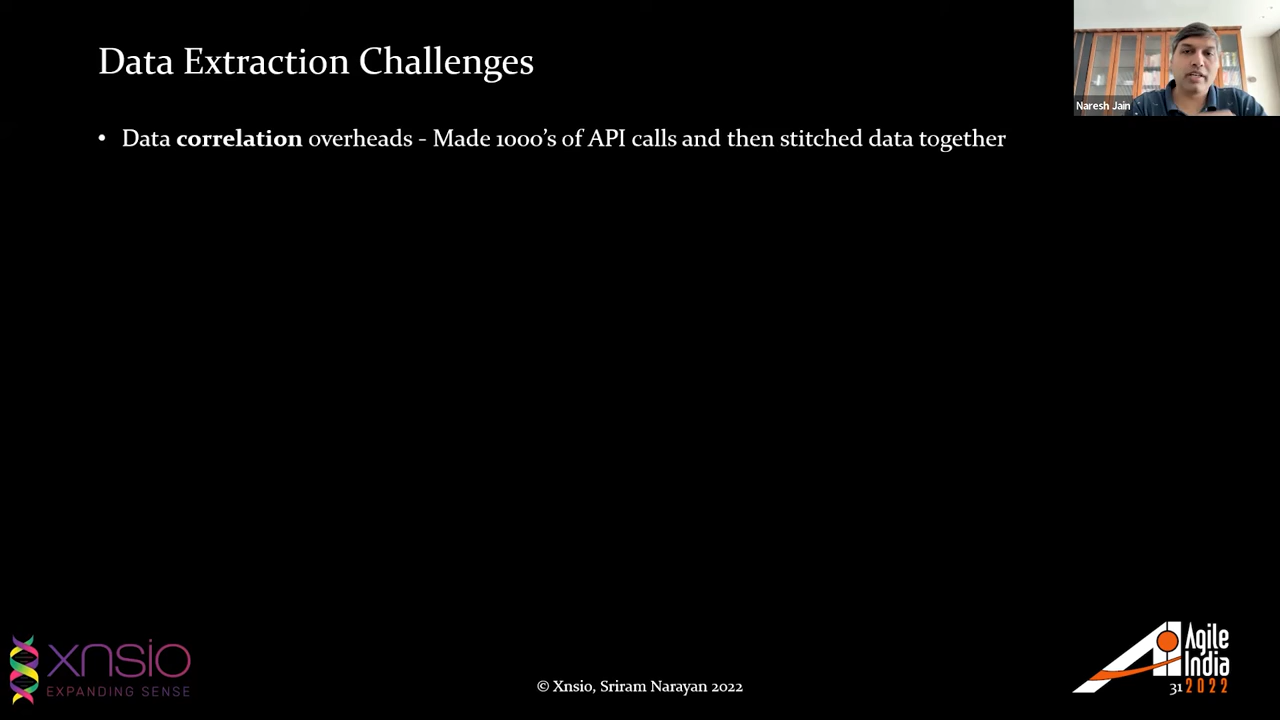 Data Extraction Challenges
Naresh Jain
• Data correlation overheads - Made 1000's of API calls and then stitched data together
xnsio
EXPANDING SENSE
© Xnsio, Sriram Narayan 2022
Agile
India
31 2022